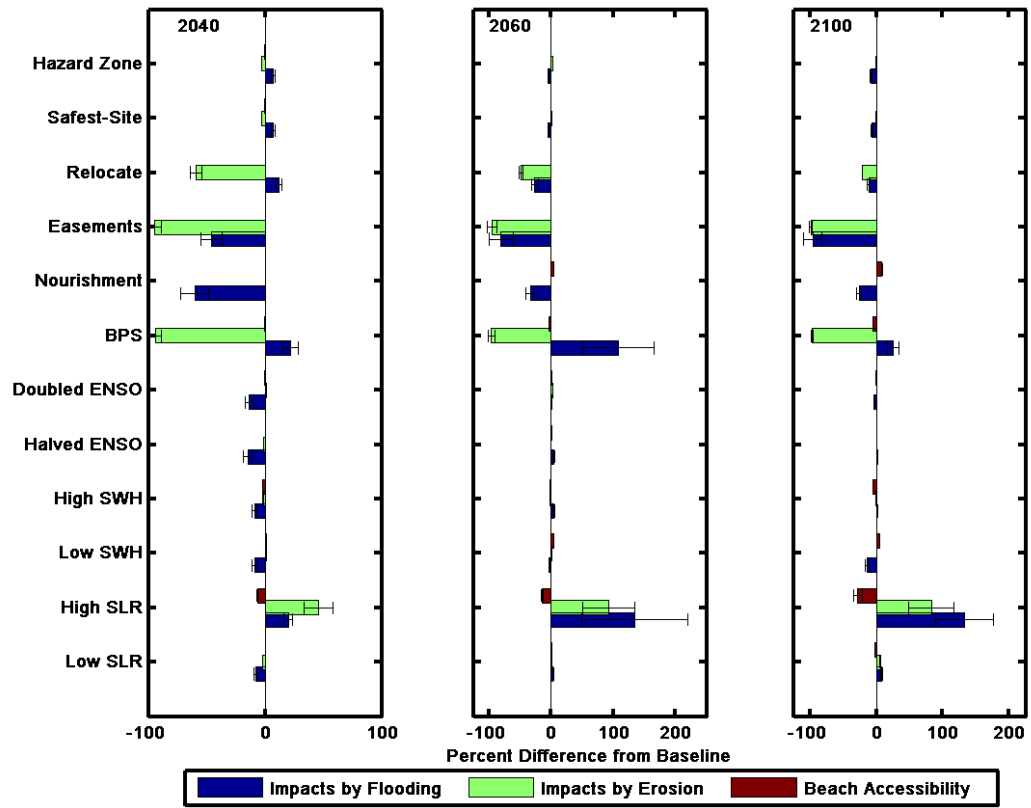 2040
2060
2100
Hazard Zone
Safest-Site
Relocate
Easements
Nourishment
BPS
Doubled ENSO
Halved ENSO
High SWH
Low SWH
High SLR
Low SLR
-100 0 100
-100 0 100 200
-100 0 100 200
Percent Difference from Baseline
Impacts by Flooding Impacts by Erosion Beach Accessibility